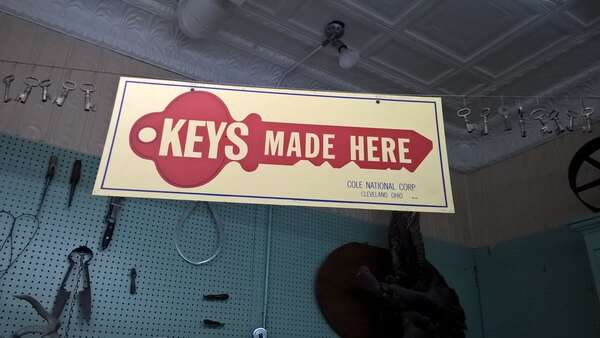 KEYS MADE HERE
COLE NATIONAL CORP.
CLEVELAND, OHIO